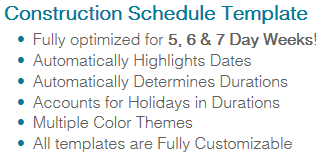 Construction Schedule Template
• Fully optimized for 5, 6 & 7 Day Weeks!
• Automatically Highlights Dates
• Automatically Determines Durations
• Accounts for Holidays in Durations
• Multiple Color Themes
• All templates are Fully Customizable